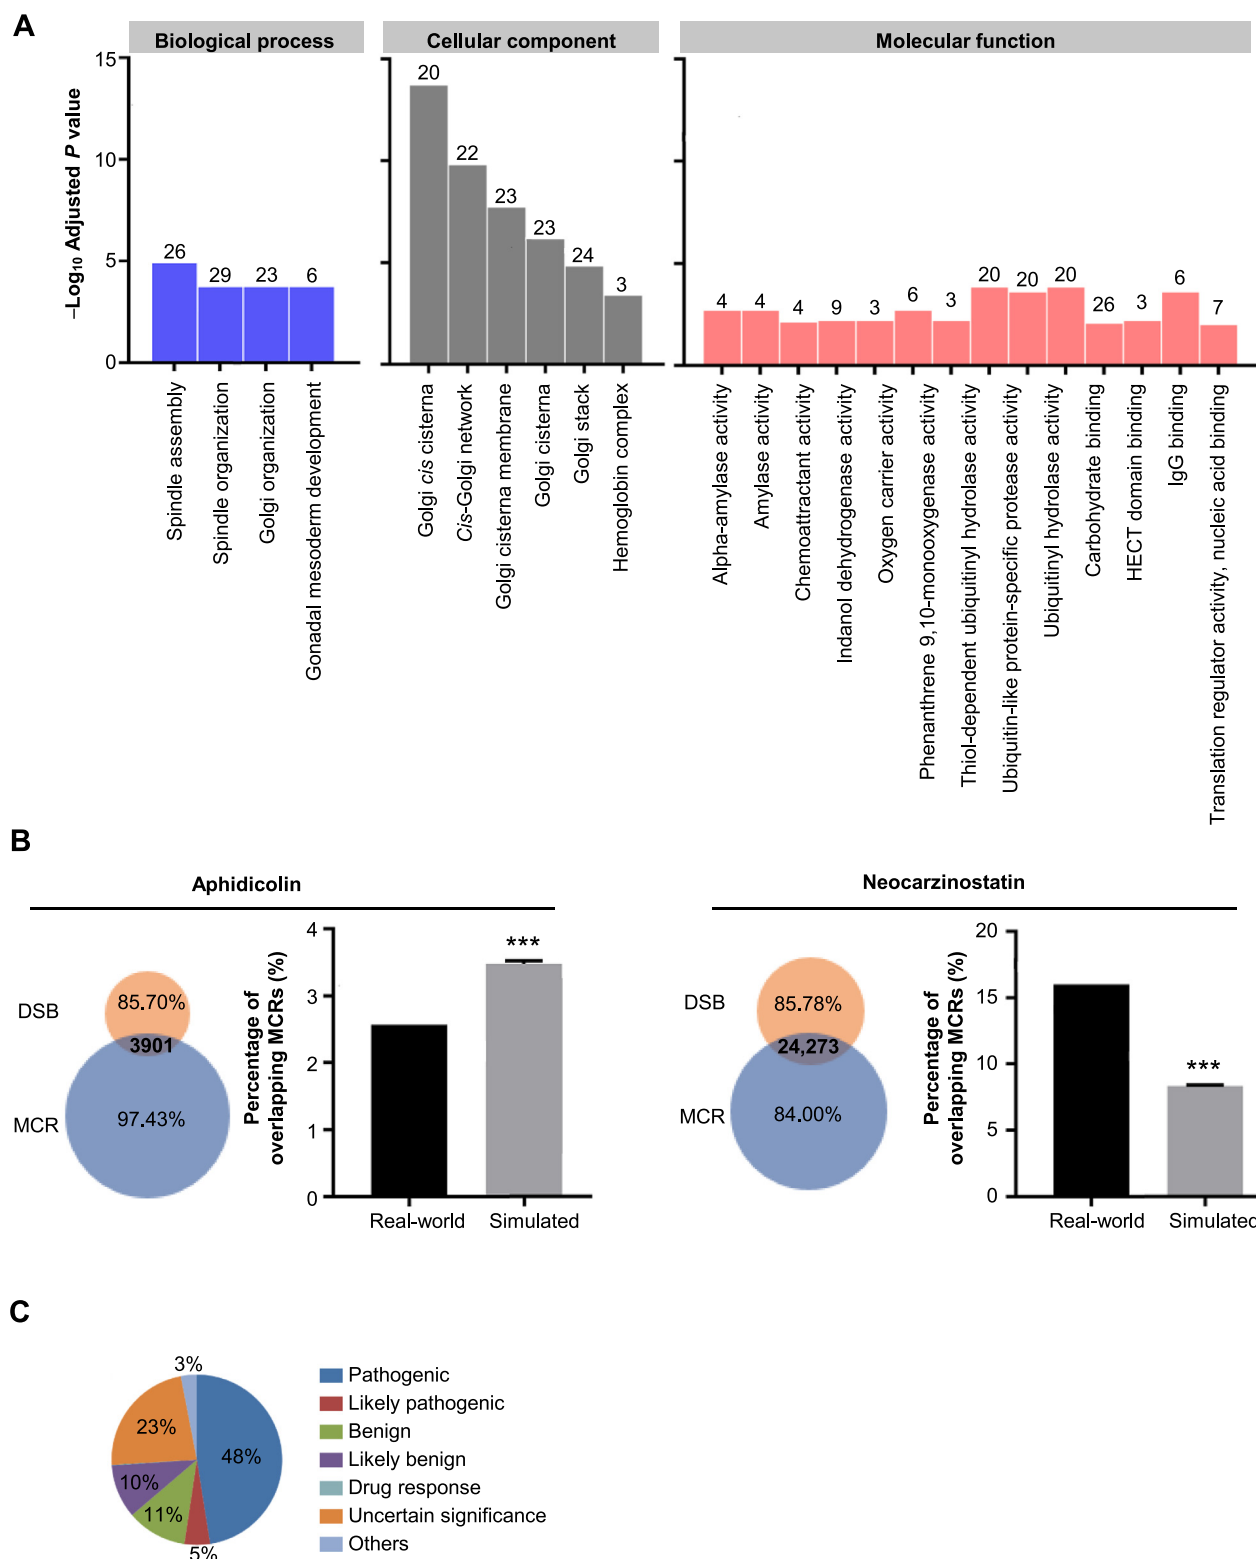 A
Biological process
Cellular component
Molecular function
–Log10 Adjusted P value
15
10
5
0
26
29
23
6
20
22
23
23
24
3
4
4
4
9
3
6
3
20
20
20
26
3
6
7
Spindle assembly
Spindle organization
Golgi organization
Gonadal mesoderm development
Golgi cis cisterna
Cis-Golgi network
Golgi cisterna membrane
Golgi cisterna
Golgi stack
Hemoglobin complex
Alpha-amylase activity
Amylase activity
Chemoattractant activity
Indanol dehydrogenase activity
Oxygen carrier activity
Phenanthrene 9,10-monooxygenase activity
Thiol-dependent ubiquitinyl hydrolase activity
Ubiquitin-like protein-specific protease activity
Ubiquitinyl hydrolase activity
Carbohydrate binding
HECT domain binding
IgG binding
Translation regulator activity, nucleic acid binding
B
Aphidicolin
DSB
85.70%
3901
MCR
97.43%
Percentage of
overlapping MCRs (%)
4
3
2
1
0
***
Real-world
Simulated
Neocarzinostatin
DSB
85.78%
24,273
MCR
84.00%
Percentage of
overlapping MCRs (%)
20
15
10
5
0
***
Real-world
Simulated
C
3%
23%
48%
10%
11%
5%
Pathogenic
Likely pathogenic
Benign
Likely benign
Drug response
Uncertain significance
Others